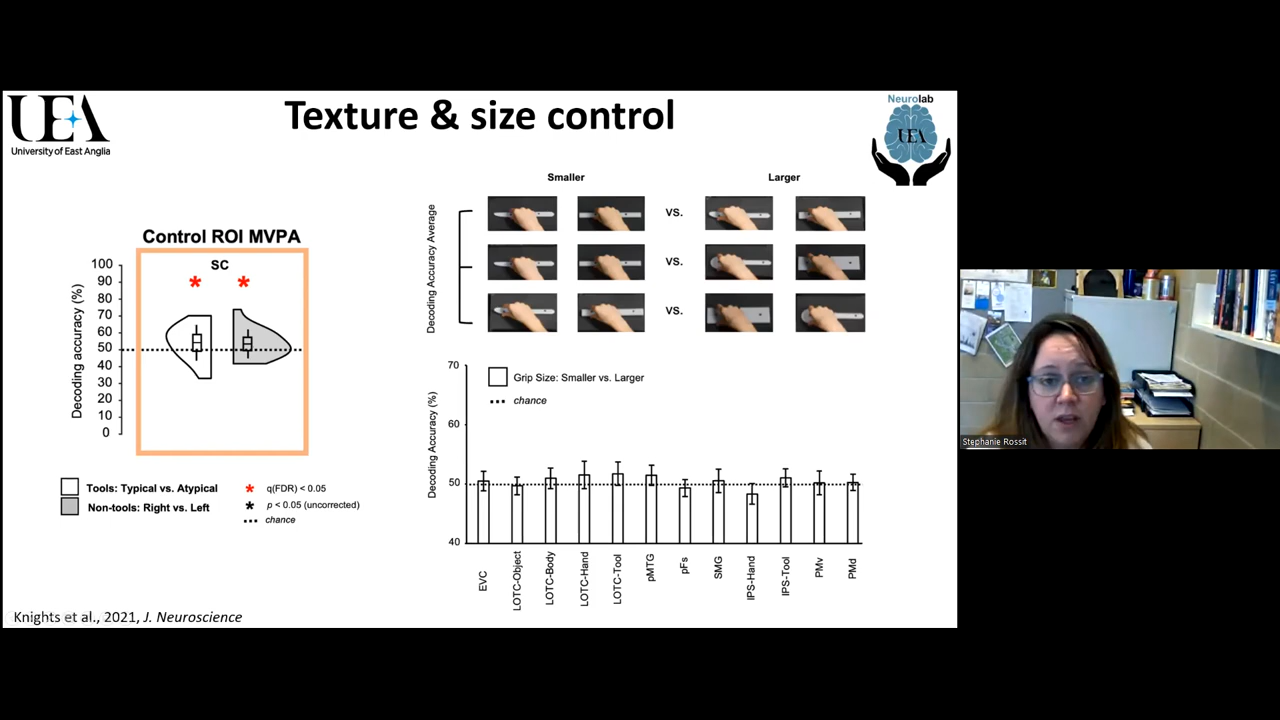 UEA
University of East Anglia
Texture & size control
Neurolab
UEA
Control ROI MVPA
SC
* *
Decoding accuracy (%)
100
90
80
70
60
50
40
30
20
10
0
Tools: Typical vs. Atypical
Non-tools: Right vs. Left
* q(FDR) < 0.05
* p < 0.05 (uncorrected)
chance
Smaller
Larger
Decoding Accuracy Average
VS.
VS.
VS.
Decoding Accuracy (%)
70
60
50
40
Grip Size: Smaller vs. Larger
chance
EVC
LOTC-Object
LOTC-Body
LOTC-Hand
LOTC-Tool
pMTG
pFs
SMG
IPS-Hand
IPS-Tool
PMv
PMd
Knights et al., 2021, J. Neuroscience
Stephanie Rossit